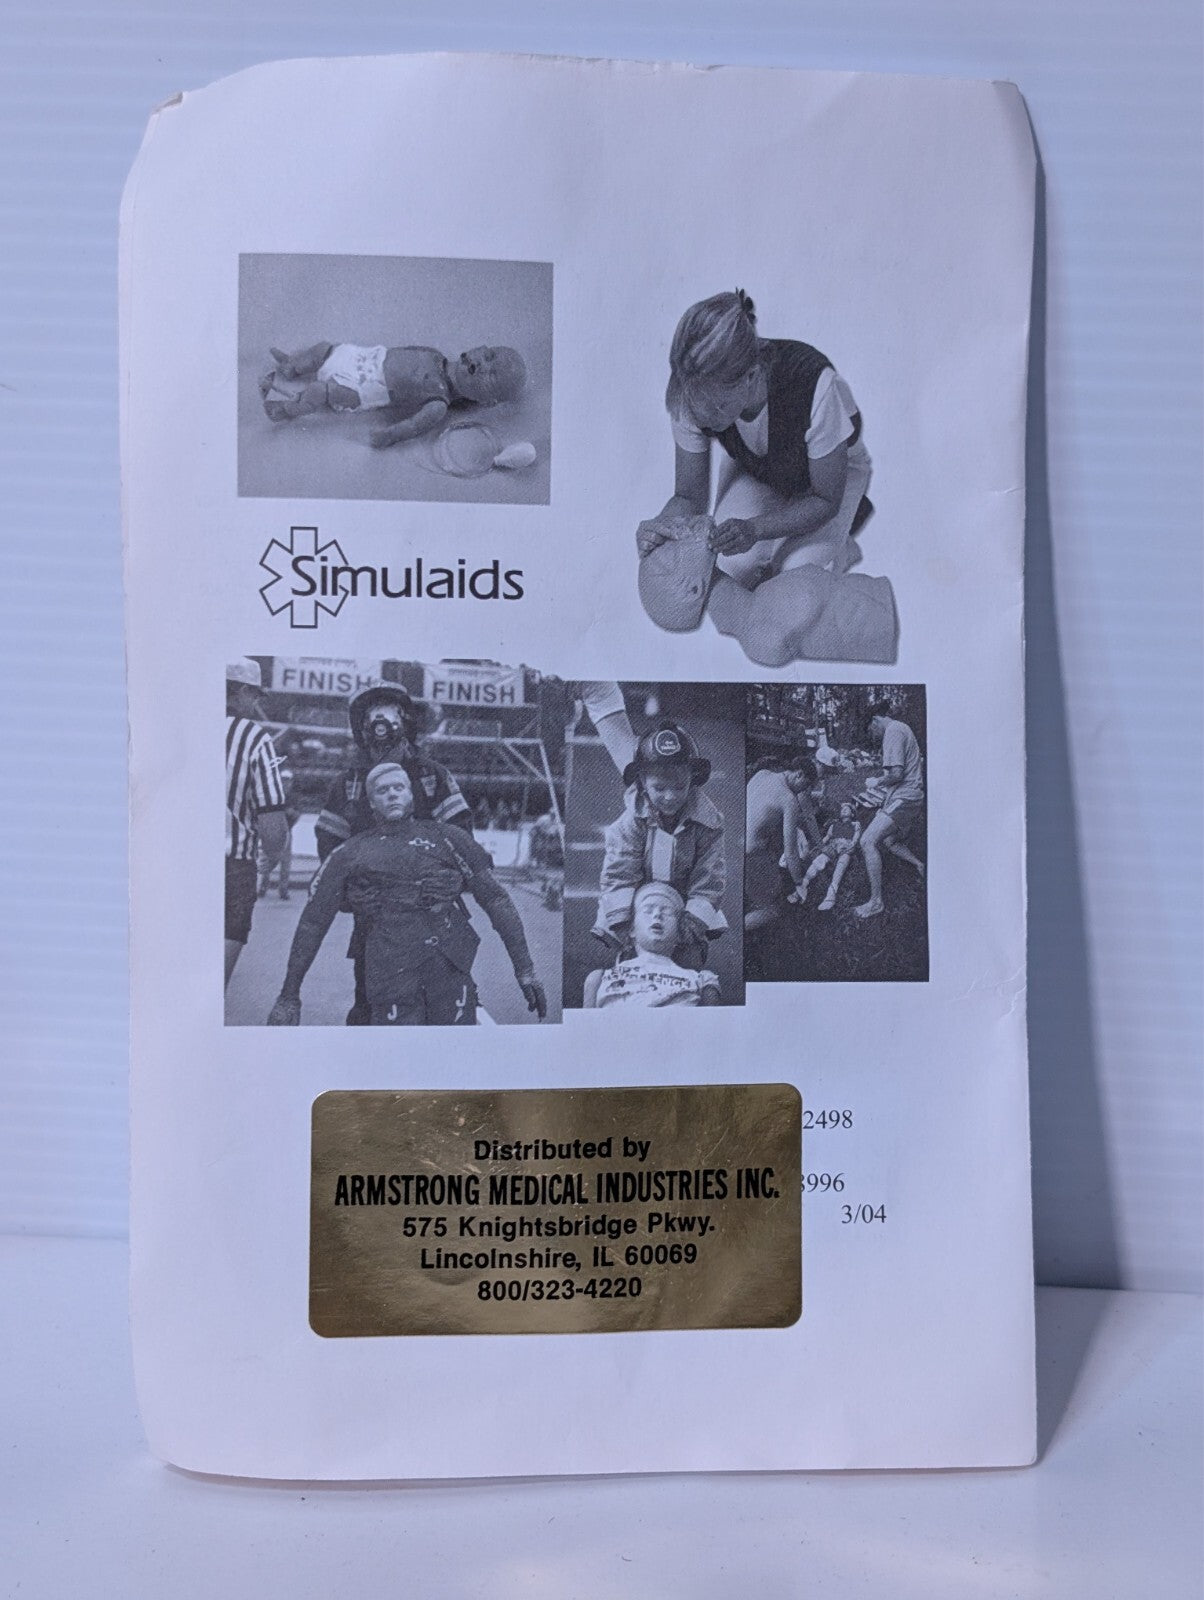 Simulaids
FINISH
FINISH
2498
8996
3/04
Distributed by
ARMSTRONG MEDICAL INDUSTRIES INC.
575 Knightsbridge Pkwy.
Lincolnshire, IL 60069
800/323-4220